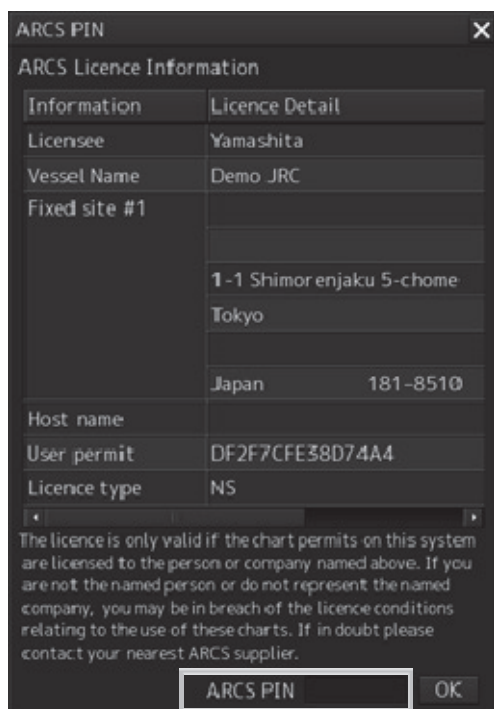 ARCS PIN
ARCS Licence Information
Information Licence Detail
Licensee Yamashita
Vessel Name Demo JRC
Fixed site #1
1-1 Shimorenjaku 5-chome
Tokyo
Japan 181-8510
Host name
User permit DF2F7CFE38D74A4
Licence type NS
The licence is only valid if the chart permits on this system
are licensed to the person or company named above. If you
are not the named person or do not represent the named
company, you may be in breach of the licence conditions
relating to the use of these charts. If in doubt please
contact your nearest ARCS supplier.
ARCS PIN OK